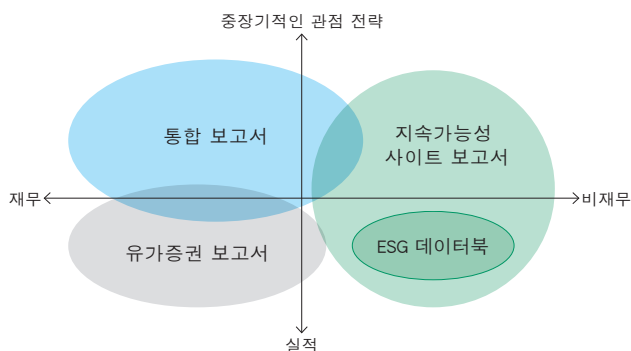 중장기적인 관점 전략
통합 보고서
지속가능성
사이트 보고서
재무
비재무
유가증권 보고서
ESG 데이터북
실적